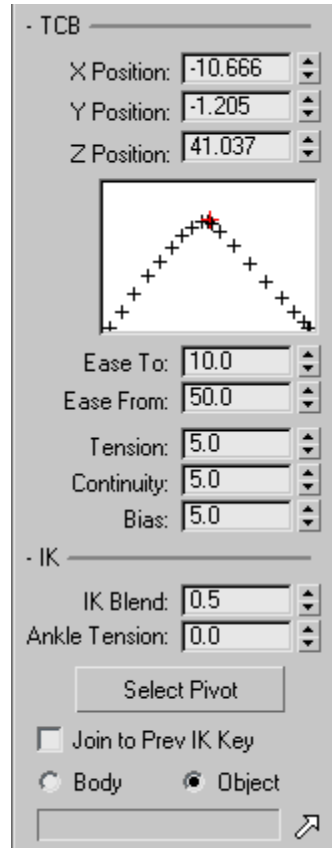 - TCB
X Position: -10.666
Y Position: -1.205
Z Position: 41.037
Ease To: 10.0
Ease From: 50.0
Tension: 5.0
Continuity: 5.0
Bias: 5.0
- IK
IK Blend: 0.5
Ankle Tension: 0.0
Select Pivot
Join to Prev IK Key
Body Object